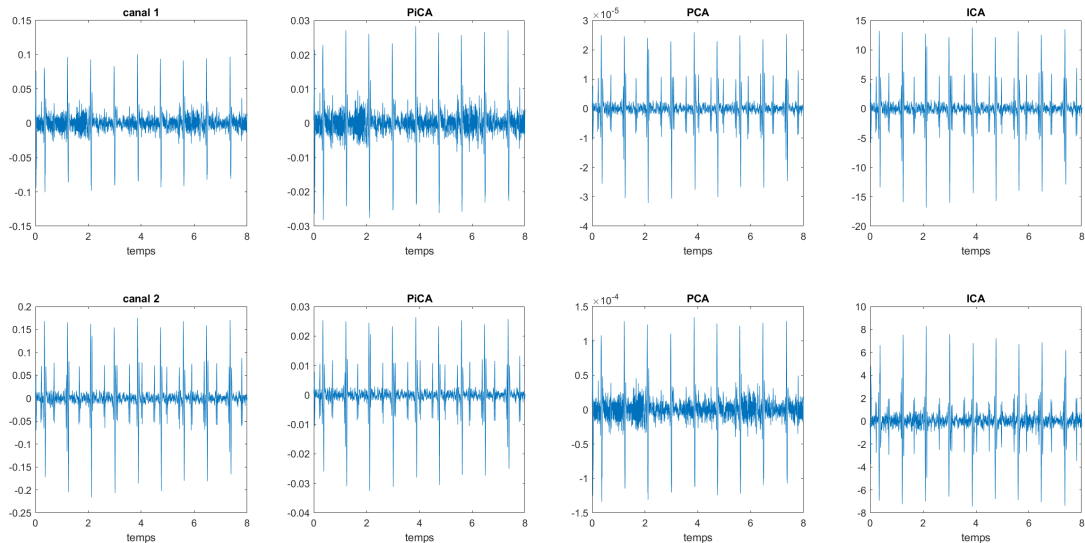 canal 1
0.15
0.1
0.05
0
-0.05
-0.1
-0.15
0 2 4 6 8
temps
PiCA
0.03
0.02
0.01
0
-0.01
-0.02
-0.03
0 2 4 6 8
temps
PCA
×10⁻⁵
3
2
1
0
-1
-2
-3
-4
0 2 4 6 8
temps
ICA
15
10
5
0
-5
-10
-15
-20
0 2 4 6 8
temps
canal 2
0.2
0.15
0.1
0.05
0
-0.05
-0.1
-0.15
-0.2
-0.25
0 2 4 6 8
temps
PiCA
0.03
0.02
0.01
0
-0.01
-0.02
-0.03
-0.04
0 2 4 6 8
temps
PCA
×10⁻⁴
1.5
1
0.5
0
-0.5
-1
-1.5
0 2 4 6 8
temps
ICA
10
8
6
4
2
0
-2
-4
-6
-8
0 2 4 6 8
temps